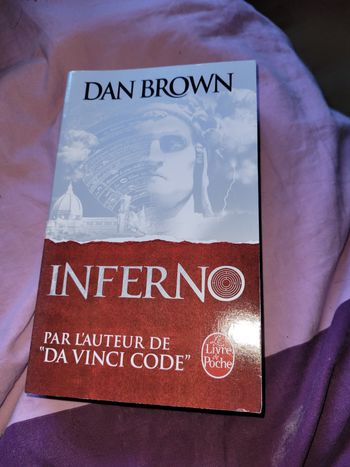 DAN BROWN
INFERNO
PAR L'AUTEUR DE
"DA VINCI CODE"
Le
Livre
de
Poche